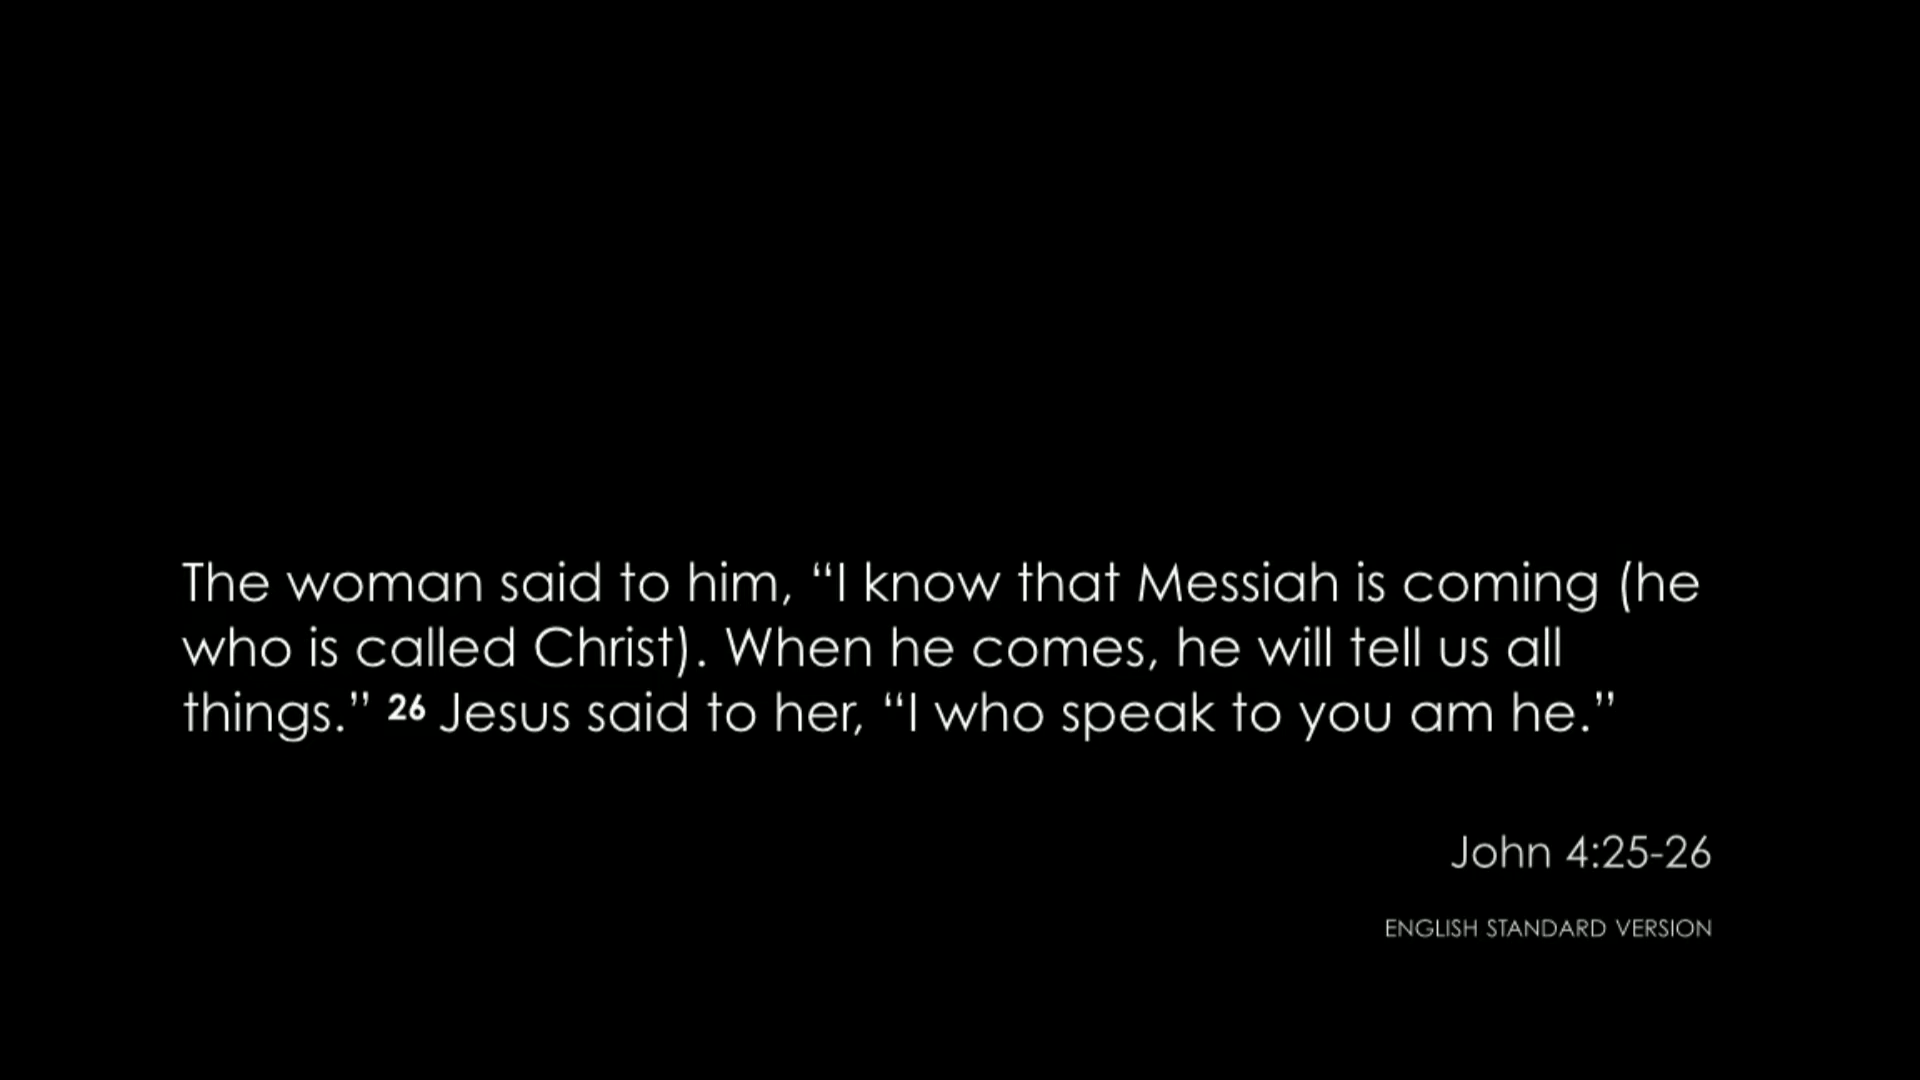 The woman said to him, “I know that Messiah is coming (he
who is called Christ). When he comes, he will tell us all
things.” 26 Jesus said to her, “I who speak to you am he.”
John 4:25-26
ENGLISH STANDARD VERSION